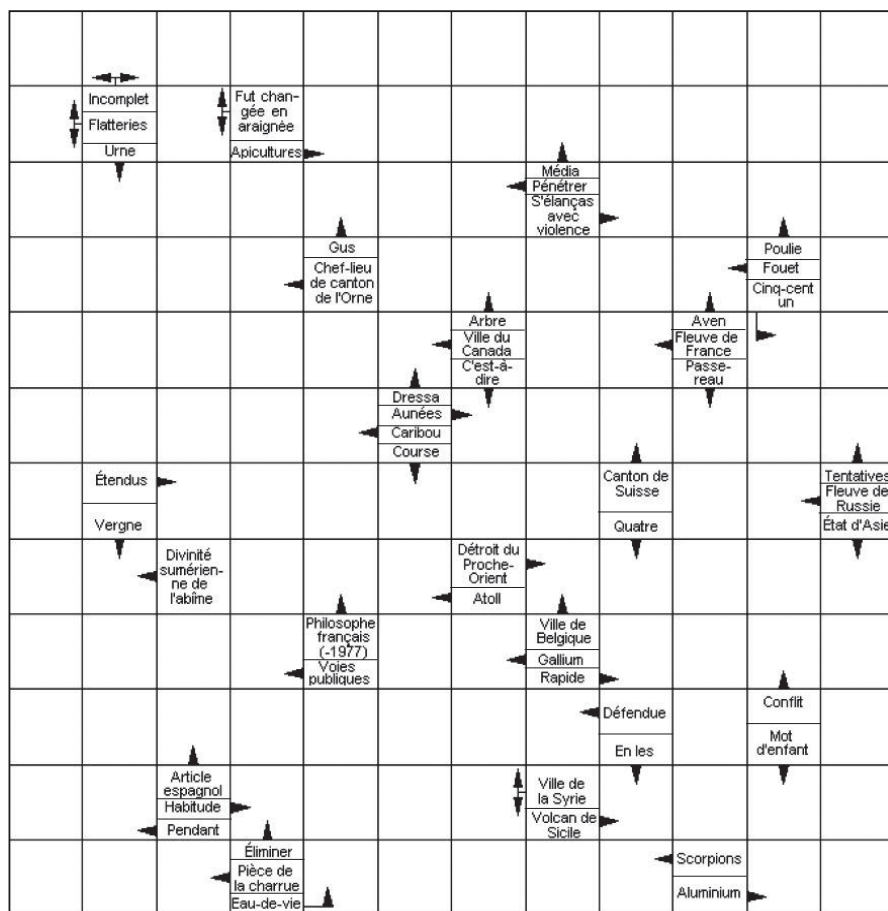 Incomplet
Flatteries
Urne
Fut chan-
gée en
araignée
Apicultures
Média
Pénétrer
S'élanças
avec
violence
Gus
Chef-lieu
de canton
de l'Orne
Poulie
Fouet
Cinq-cent
un
Arbre
Ville du
Canada
C'est-à-
dire
Aven
Fleuve de
France
Passe-
reau
Dressa
Aunées
Caribou
Course
Étendus
Vergne
Canton de
Suisse
Quatre
Tentatives
Fleuve de
Russie
État d'Asie
Divinité
sumérien-
ne de
l'abîme
Détroit du
Proche-
Orient
Atoll
Philosophe
français
(-1977)
Voies
publiques
Ville de
Belgique
Gallium
Rapide
Défendue
En les
Conflit
Mot
d'enfant
Article
espagnol
Habitude
Pendant
Ville de
la Syrie
Volcan de
Sicile
Éliminer
Pièce de
la charrue
Eau-de-vie
Scorpions
Aluminium